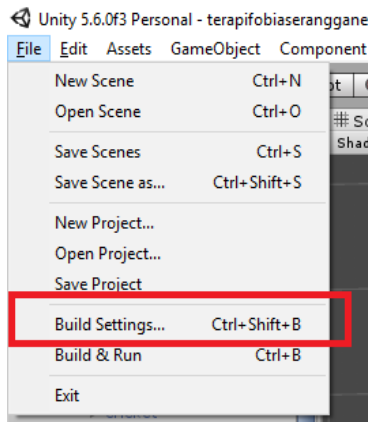 Unity 5.6.0f3 Personal - terapifobiaseranggane
File Edit Assets GameObject Component
New Scene Ctrl+N
Open Scene Ctrl+O
Save Scenes Ctrl+S
Save Scene as... Ctrl+Shift+S
New Project...
Open Project...
Save Project
Build Settings... Ctrl+Shift+B
Build & Run Ctrl+B
Exit